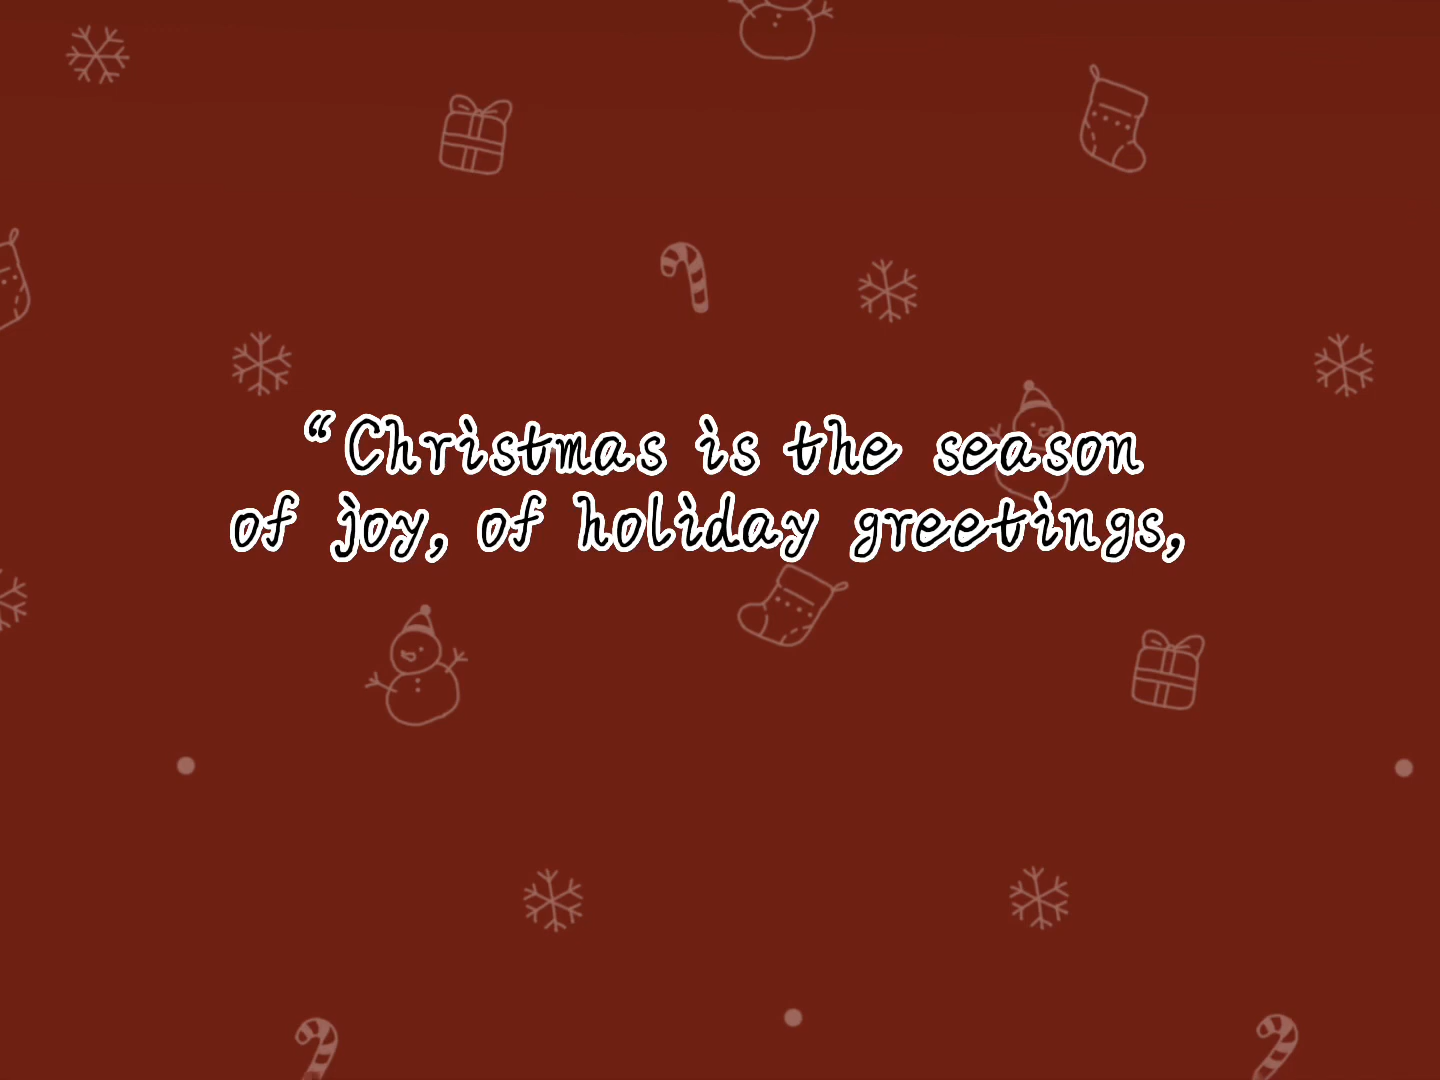 “Christmas is the season
of joy, of holiday greetings,